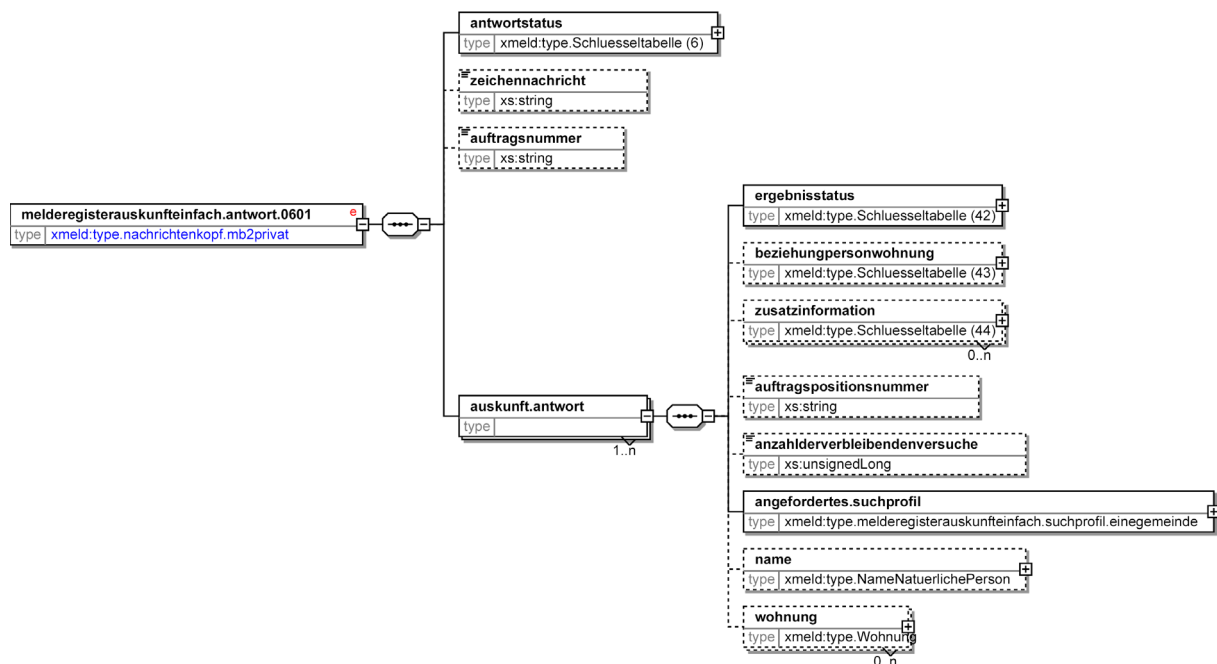 antwortstatus
type xmeld:type.Schluesseltabelle (6)
zeichennachricht
type xs:string
auftragsnummer
type xs:string
melderegisterauskunfteinfach.antwort.0601 e
type xmeld:type.nachrichtenkopf.mb2privat
auskunft.antwort
type
1..n
ergebnisstatus
type xmeld:type.Schluesseltabelle (42)
beziehungpersonwohnung
type xmeld:type.Schluesseltabelle (43)
zusatzinformation
type xmeld:type.Schluesseltabelle (44)
0..n
auftragspositionsnummer
type xs:string
anzahlderverbleibendenversuche
type xs:unsignedLong
angefordertes.suchprofil
type xmeld:type.melderegisterauskunfteinfach.suchprofil.einegemeinde
name
type xmeld:type.NameNatuerlichePerson
wohnung
type xmeld:type.Wohnung
0..n